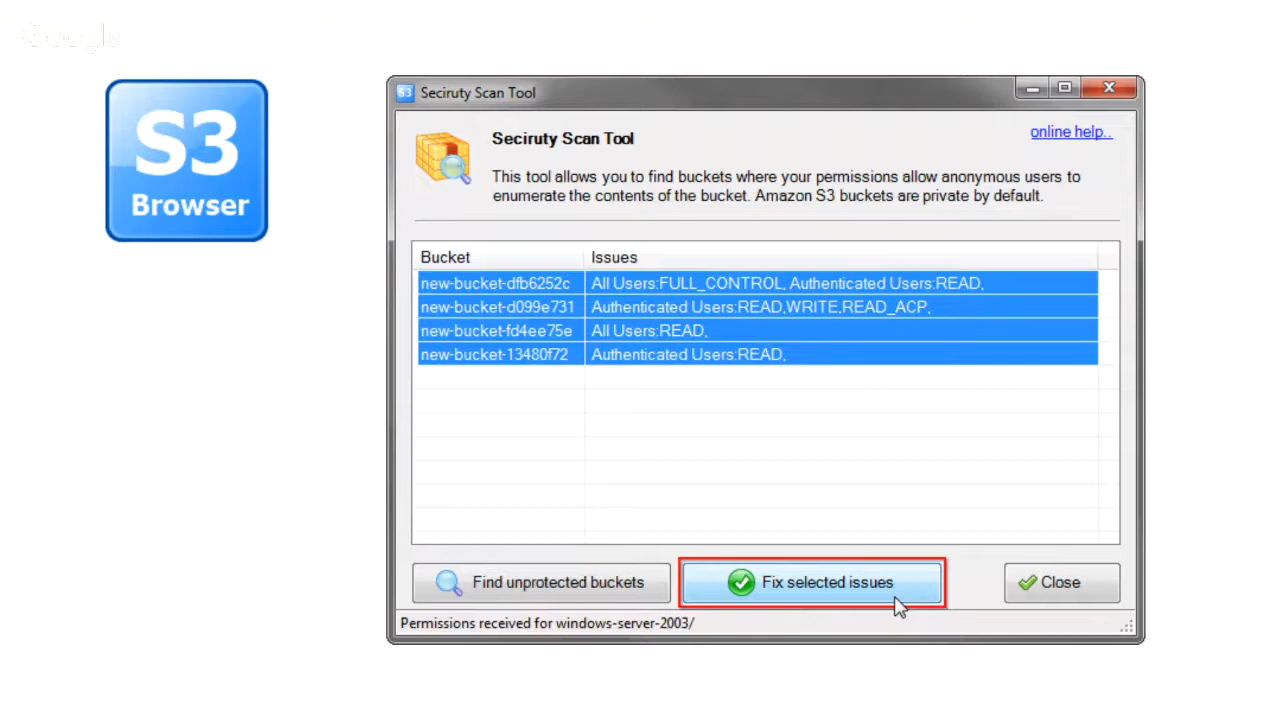 Google
S3
Browser
S3 Seciruty Scan Tool
Seciruty Scan Tool
online help..
This tool allows you to find buckets where your permissions allow anonymous users to
enumerate the contents of the bucket. Amazon S3 buckets are private by default.
Bucket Issues
new-bucket-dfb6252c All Users:FULL_CONTROL, Authenticated Users:READ,
new-bucket-d099e731 Authenticated Users:READ,WRITE,READ_ACP,
new-bucket-fd4ee75e All Users:READ,
new-bucket-13480f72 Authenticated Users:READ,
Find unprotected buckets Fix selected issues Close
Permissions received for windows-server-2003/